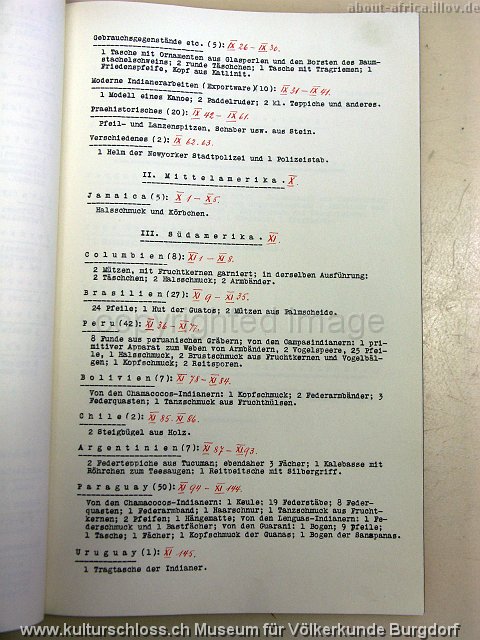 about-africa.illov.de
Gebrauchsgegenstände etc. (5): IX 26 – IX 30.
1 Tasche mit Ornamenten aus Glasperlen und den Borsten des Baum-
stachelschweins; 2 runde Täschchen; 1 Tasche mit Tragriemen; 1
Friedenspfeife, Kopf aus Katlinit.
Moderne Indianerarbeiten (Exportware)(10): IX 31 – IX 41.
1 Modell eines Kanoe; 2 Paddelruder; 2 kl. Teppiche und anderes.
Praehistorisches (20): IX 42 – IX 61.
Pfeil- und Lanzenspitzen, Schaber usw. aus Stein.
Verschiedenes (2): IX 62. 63.
1 Helm der Newyorker Stadtpolizei und 1 Polizeistab.
II. Mittelamerika. X.
Jamaica (5): X 1 – X 5.
Halsschmuck und Körbchen.
III. Südamerika. XI
Columbien (8): XI 1 – XI 8.
2 Mützen, mit Fruchtkernen garniert; in derselben Ausführung:
2 Täschchen; 2 Halsschmuck; 2 Armbänder.
Brasilien (27): XI 9 – XI 35.
24 Pfeile; 1 Hut der Guatos; 2 Mützen aus Palmscheide.
copyrighted image
Peru (42): XI 36 – XI 77.
8 Funde aus peruanischen Gräbern; von den Campasindianern: 1 pri-
mitiver Apparat zum Weben von Armbändern, 2 Vogelspeere, 25 Pfei-
le, 1 Halsschmuck, 2 Brustschmuck aus Fruchtkernen und Vogelbäl-
gen; 1 Kopfschmuck; 2 Reitsporen.
Bolivien (7): XI 78 – XI 84.
Von den Chamacocos-Indianern: 1 Kopfschmuck; 2 Federarmbänder; 3
Federquasten; 1 Tanzschmuck aus Fruchthülsen.
Chile (2): XI 85. XI 86.
2 Steigbügel aus Holz.
Argentinien (7): XI 87 – XI 93.
2 Federteppiche aus Tucuman; ebendaher 3 Fächer; 1 Kalebasse mit
Röhrchen zum Teesaugen; 1 Reitpeitsche mit Silbergriff.
Paraguay (50): XI 94 – XI 144.
Von den Chamacocos-Indianern: 1 Keule; 19 Federstäbe; 8 Feder-
quasten; 1 Federarmband; 1 Haarschnur; 1 Tanzschmuck aus Frucht-
kernen; 2 Pfeifen; 1 Hängematte; von den Lenguas-Indianern: 1 Fe-
derschmuck und 1 Bastfächer; von den Guarani: 1 Bogen; 9 Pfeile;
1 Tasche; 1 Fächer; 1 Kopfschmuck der Guanas; 1 Bogen der Sanapanas.
Uruguay (1): XI 145.
1 Tragtasche der Indianer.
www.kulturschloss.ch Museum für Völkerkunde Burgdorf